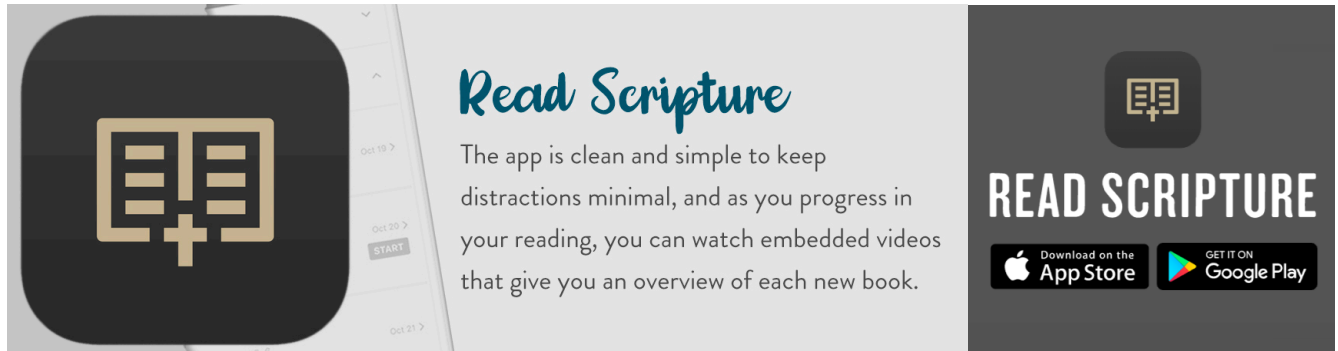 Oct 19 >
Oct 20 >
START
Oct 21 >
Read Scripture
The app is clean and simple to keep
distractions minimal, and as you progress in
your reading, you can watch embedded videos
that give you an overview of each new book.
READ SCRIPTURE
Download on the
App Store
GET IT ON
Google Play